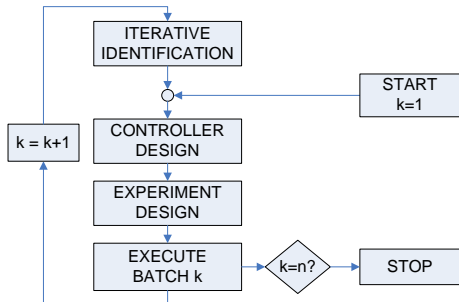 ITERATIVE
IDENTIFICATION
START
k=1
k = k+1
CONTROLLER
DESIGN
EXPERIMENT
DESIGN
EXECUTE
BATCH k
k=n?
STOP